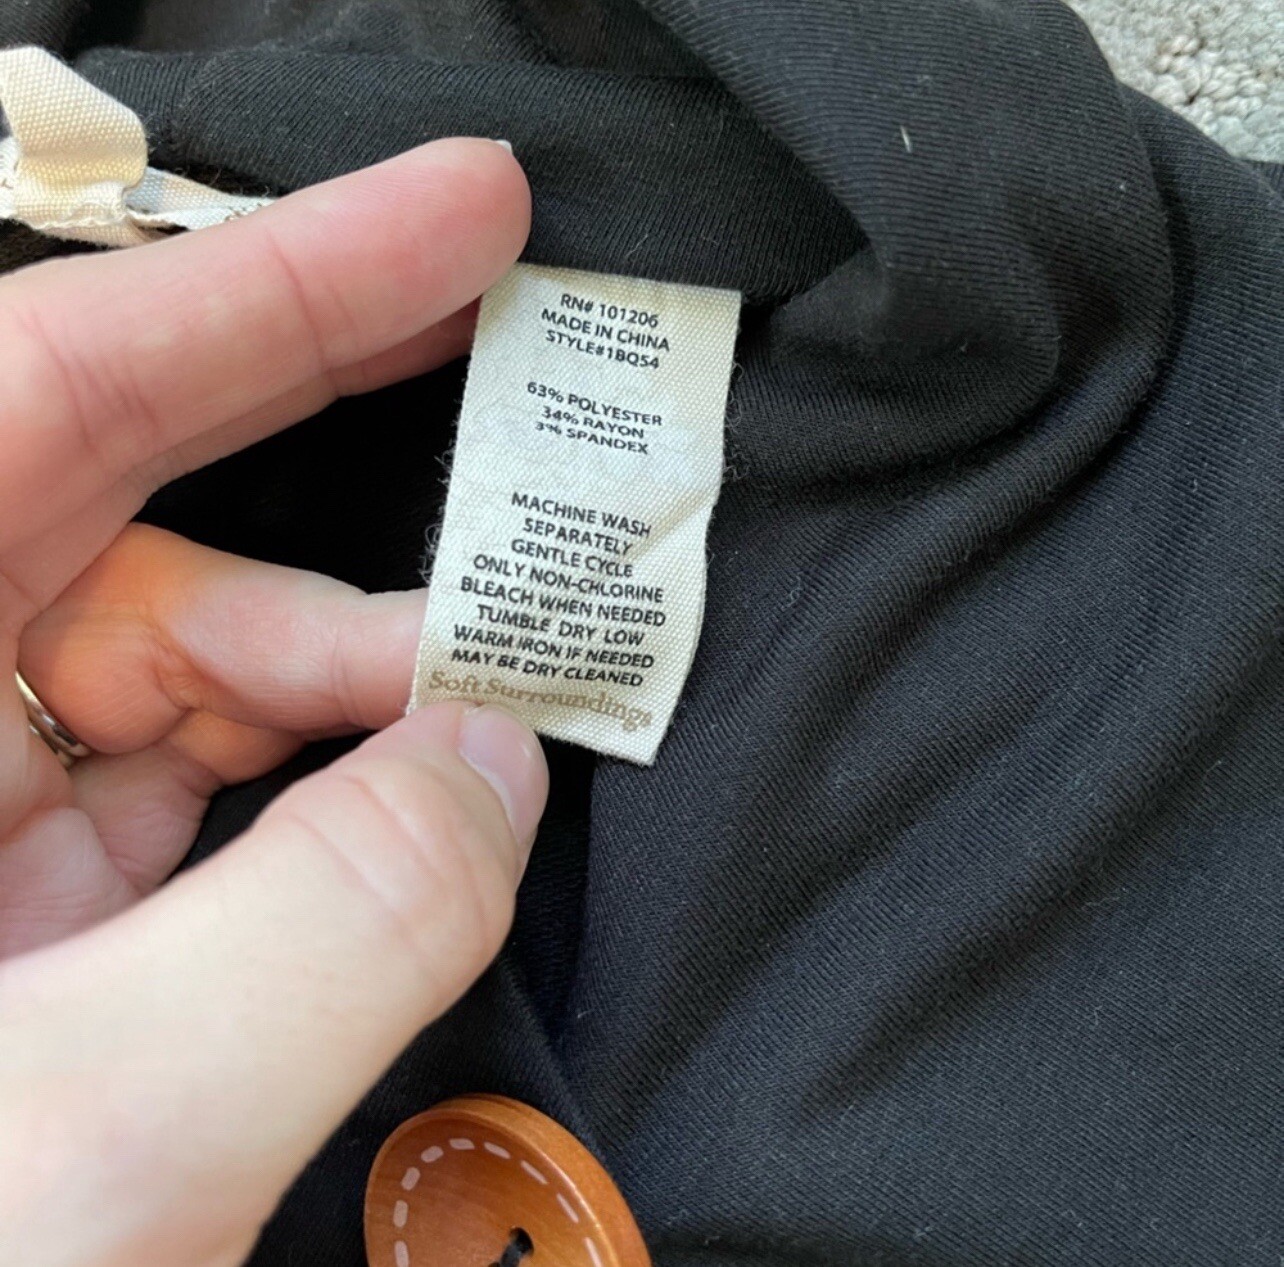 RN# 101206
MADE IN CHINA
STYLE#1BQ54
63% POLYESTER
34% RAYON
3% SPANDEX
MACHINE WASH
SEPARATELY
GENTLE CYCLE
ONLY NON-CHLORINE
BLEACH WHEN NEEDED
TUMBLE DRY LOW
WARM IRON IF NEEDED
MAY BE DRY CLEANED
Soft Surroundings